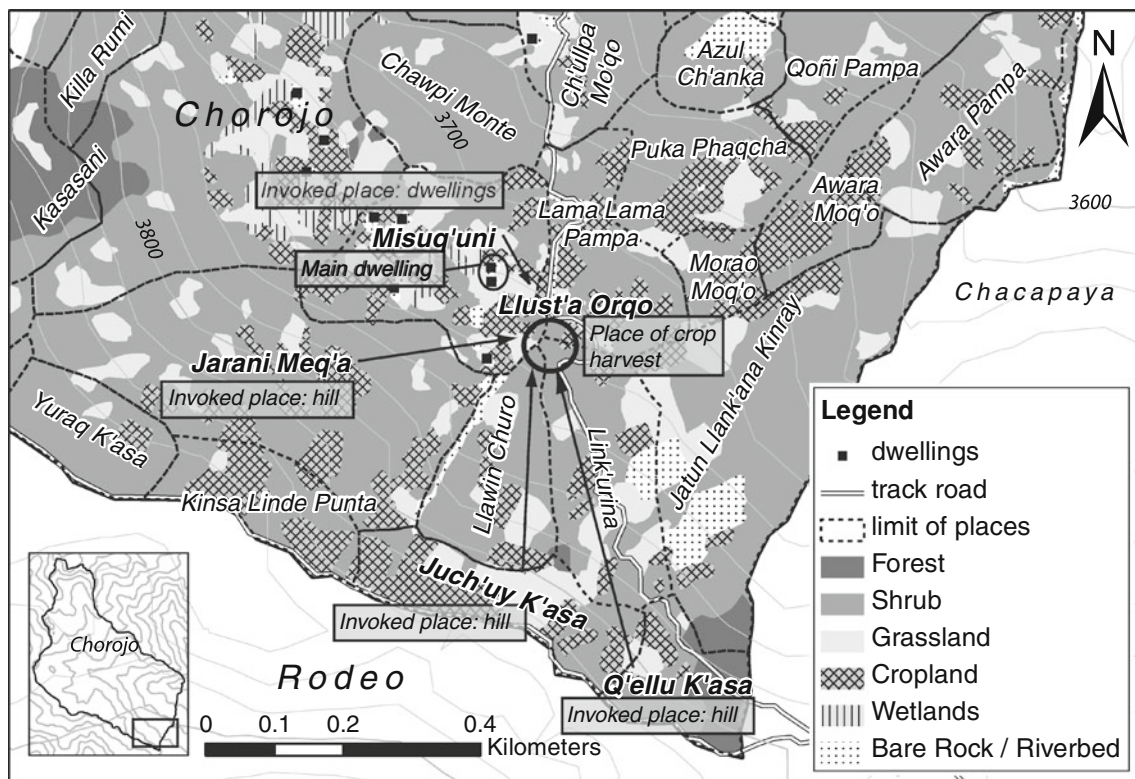 Killa Rumi
Chorojo
Chawpi Monte
3700
Ch'ullpa
Mo'qo
Azul
Ch'anka
Qoñi Pampa
Awara Pampa
N
Kasasani
3800
Puka Phaqcha
Invoked place: dwellings
Misuq'uni
Lama Lama
Pampa
Awara
Moq'o
3600
Main dwelling
Morao
Moq'o
Chacapaya
Llust'a Orqo
Place of crop
harvest
Jarani Meq'a
Invoked place: hill
Yuraq K'asa
Kinsa Linde Punta
Llawin Churo
Link'urina
Jatun Llank'ana Kinray
Juch'uy K'asa
Invoked place: hill
Q'ellu K'asa
Invoked place: hill
Rodeo
Chorojo
0 0.1 0.2 0.4
Kilometers
Legend
dwellings
track road
limit of places
Forest
Shrub
Grassland
Cropland
Wetlands
Bare Rock / Riverbed